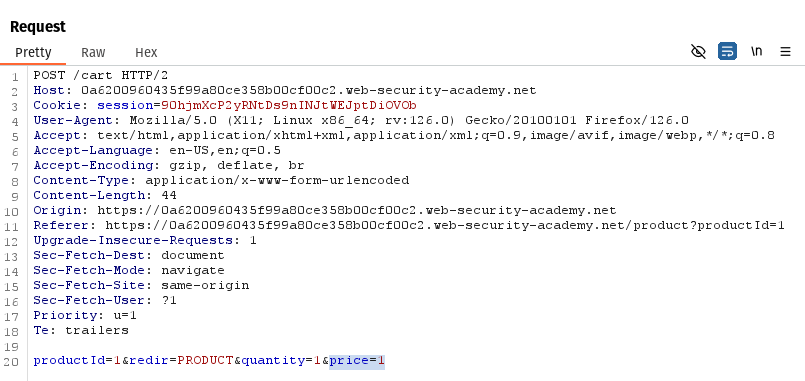 Request
Pretty Raw Hex \n
1 POST /cart HTTP/2
2 Host: 0a6200960435f99a80ce358b00cf00c2.web-security-academy.net
3 Cookie: session=9OhjmXcP2yRNtDs9nINJtWEJptDiOVOb
4 User-Agent: Mozilla/5.0 (X11; Linux x86_64; rv:126.0) Gecko/20100101 Firefox/126.0
5 Accept: text/html,application/xhtml+xml,application/xml;q=0.9,image/avif,image/webp,*/*;q=0.8
6 Accept-Language: en-US,en;q=0.5
7 Accept-Encoding: gzip, deflate, br
8 Content-Type: application/x-www-form-urlencoded
9 Content-Length: 44
10 Origin: https://0a6200960435f99a80ce358b00cf00c2.web-security-academy.net
11 Referer: https://0a6200960435f99a80ce358b00cf00c2.web-security-academy.net/product?productId=1
12 Upgrade-Insecure-Requests: 1
13 Sec-Fetch-Dest: document
14 Sec-Fetch-Mode: navigate
15 Sec-Fetch-Site: same-origin
16 Sec-Fetch-User: ?1
17 Priority: u=1
18 Te: trailers
19
20 productId=1&redir=PRODUCT&quantity=1&price=1